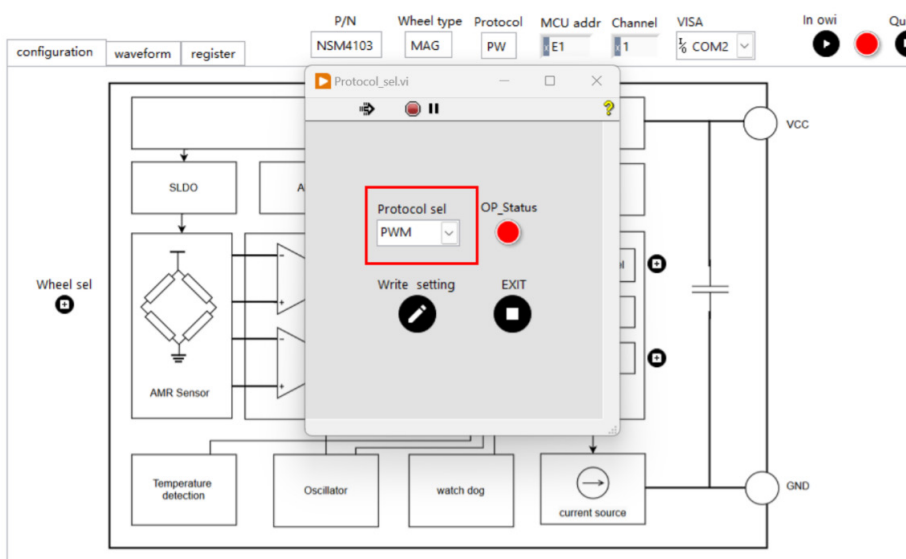 P/N Wheel type Protocol MCU addr Channel VISA In owi
NSM4103 MAG PW E1 1 COM2
configuration waveform register
Protocol_sel.vi
VCC
SLDO
Protocol sel OP_Status
PWM
Wheel sel
Write setting EXIT
AMR Sensor
Temperature
detection
Oscillator
watch dog
current source
GND